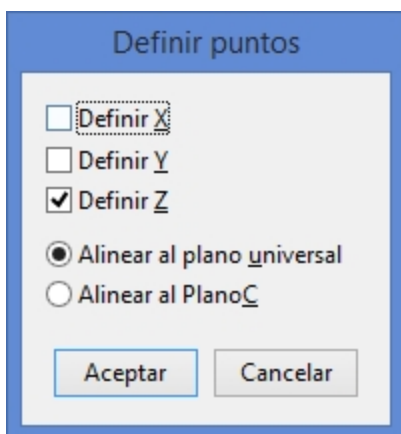 Definir puntos
Definir X
Definir Y
Definir Z
Alinear al plano universal
Alinear al PlanoC
Aceptar Cancelar